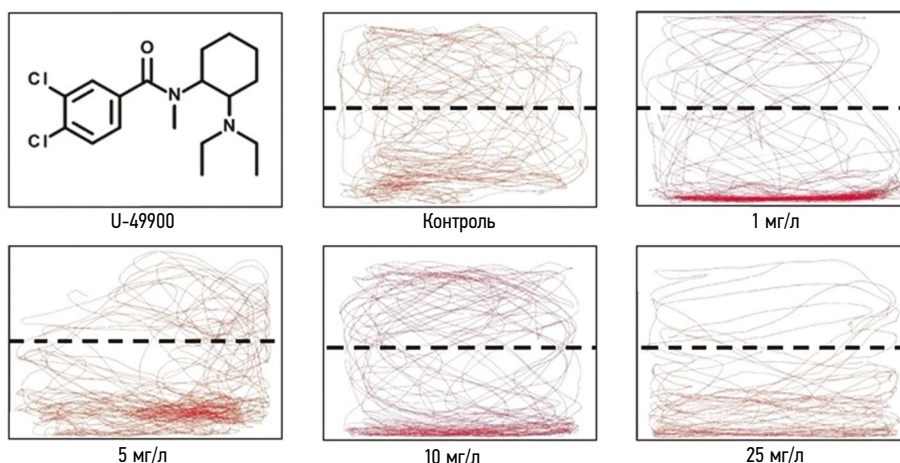 Cl
Cl
O
N
N
U-49900
Контроль
1 мг/л
5 мг/л
10 мг/л
25 мг/л